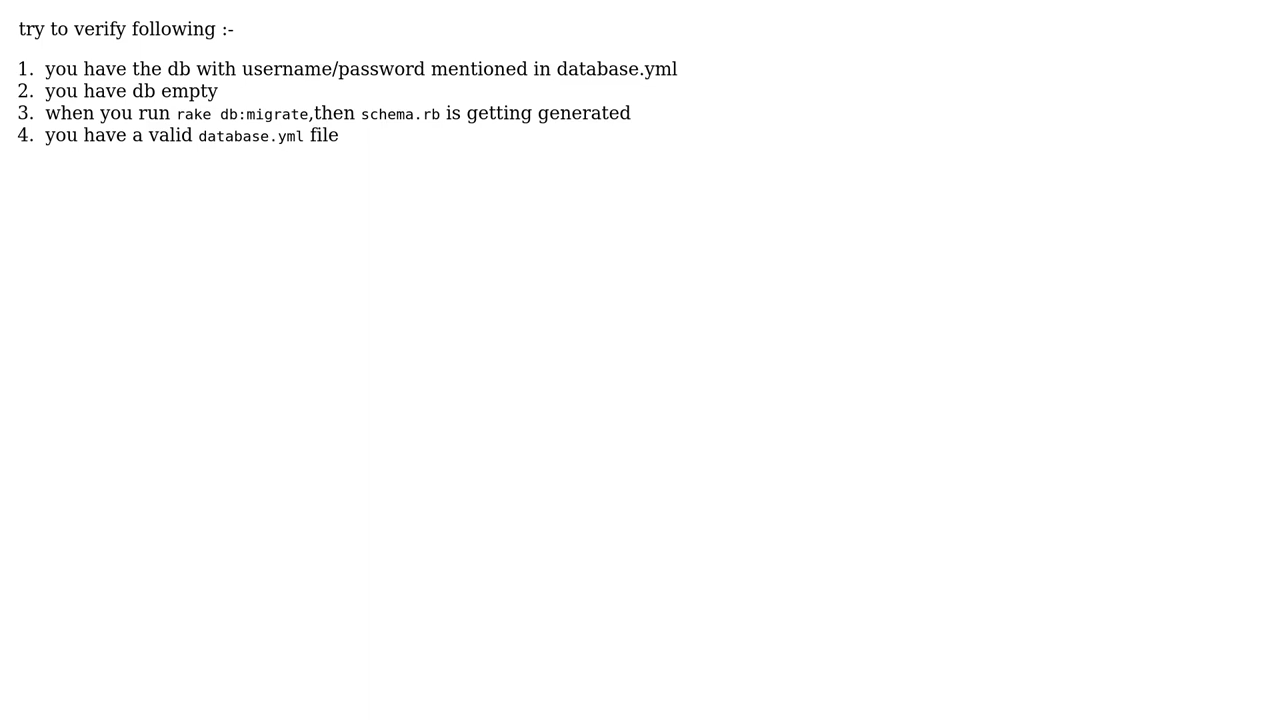 try to verify following :-
1. you have the db with username/password mentioned in database.yml
2. you have db empty
3. when you run rake db:migrate,then schema.rb is getting generated
4. you have a valid database.yml file